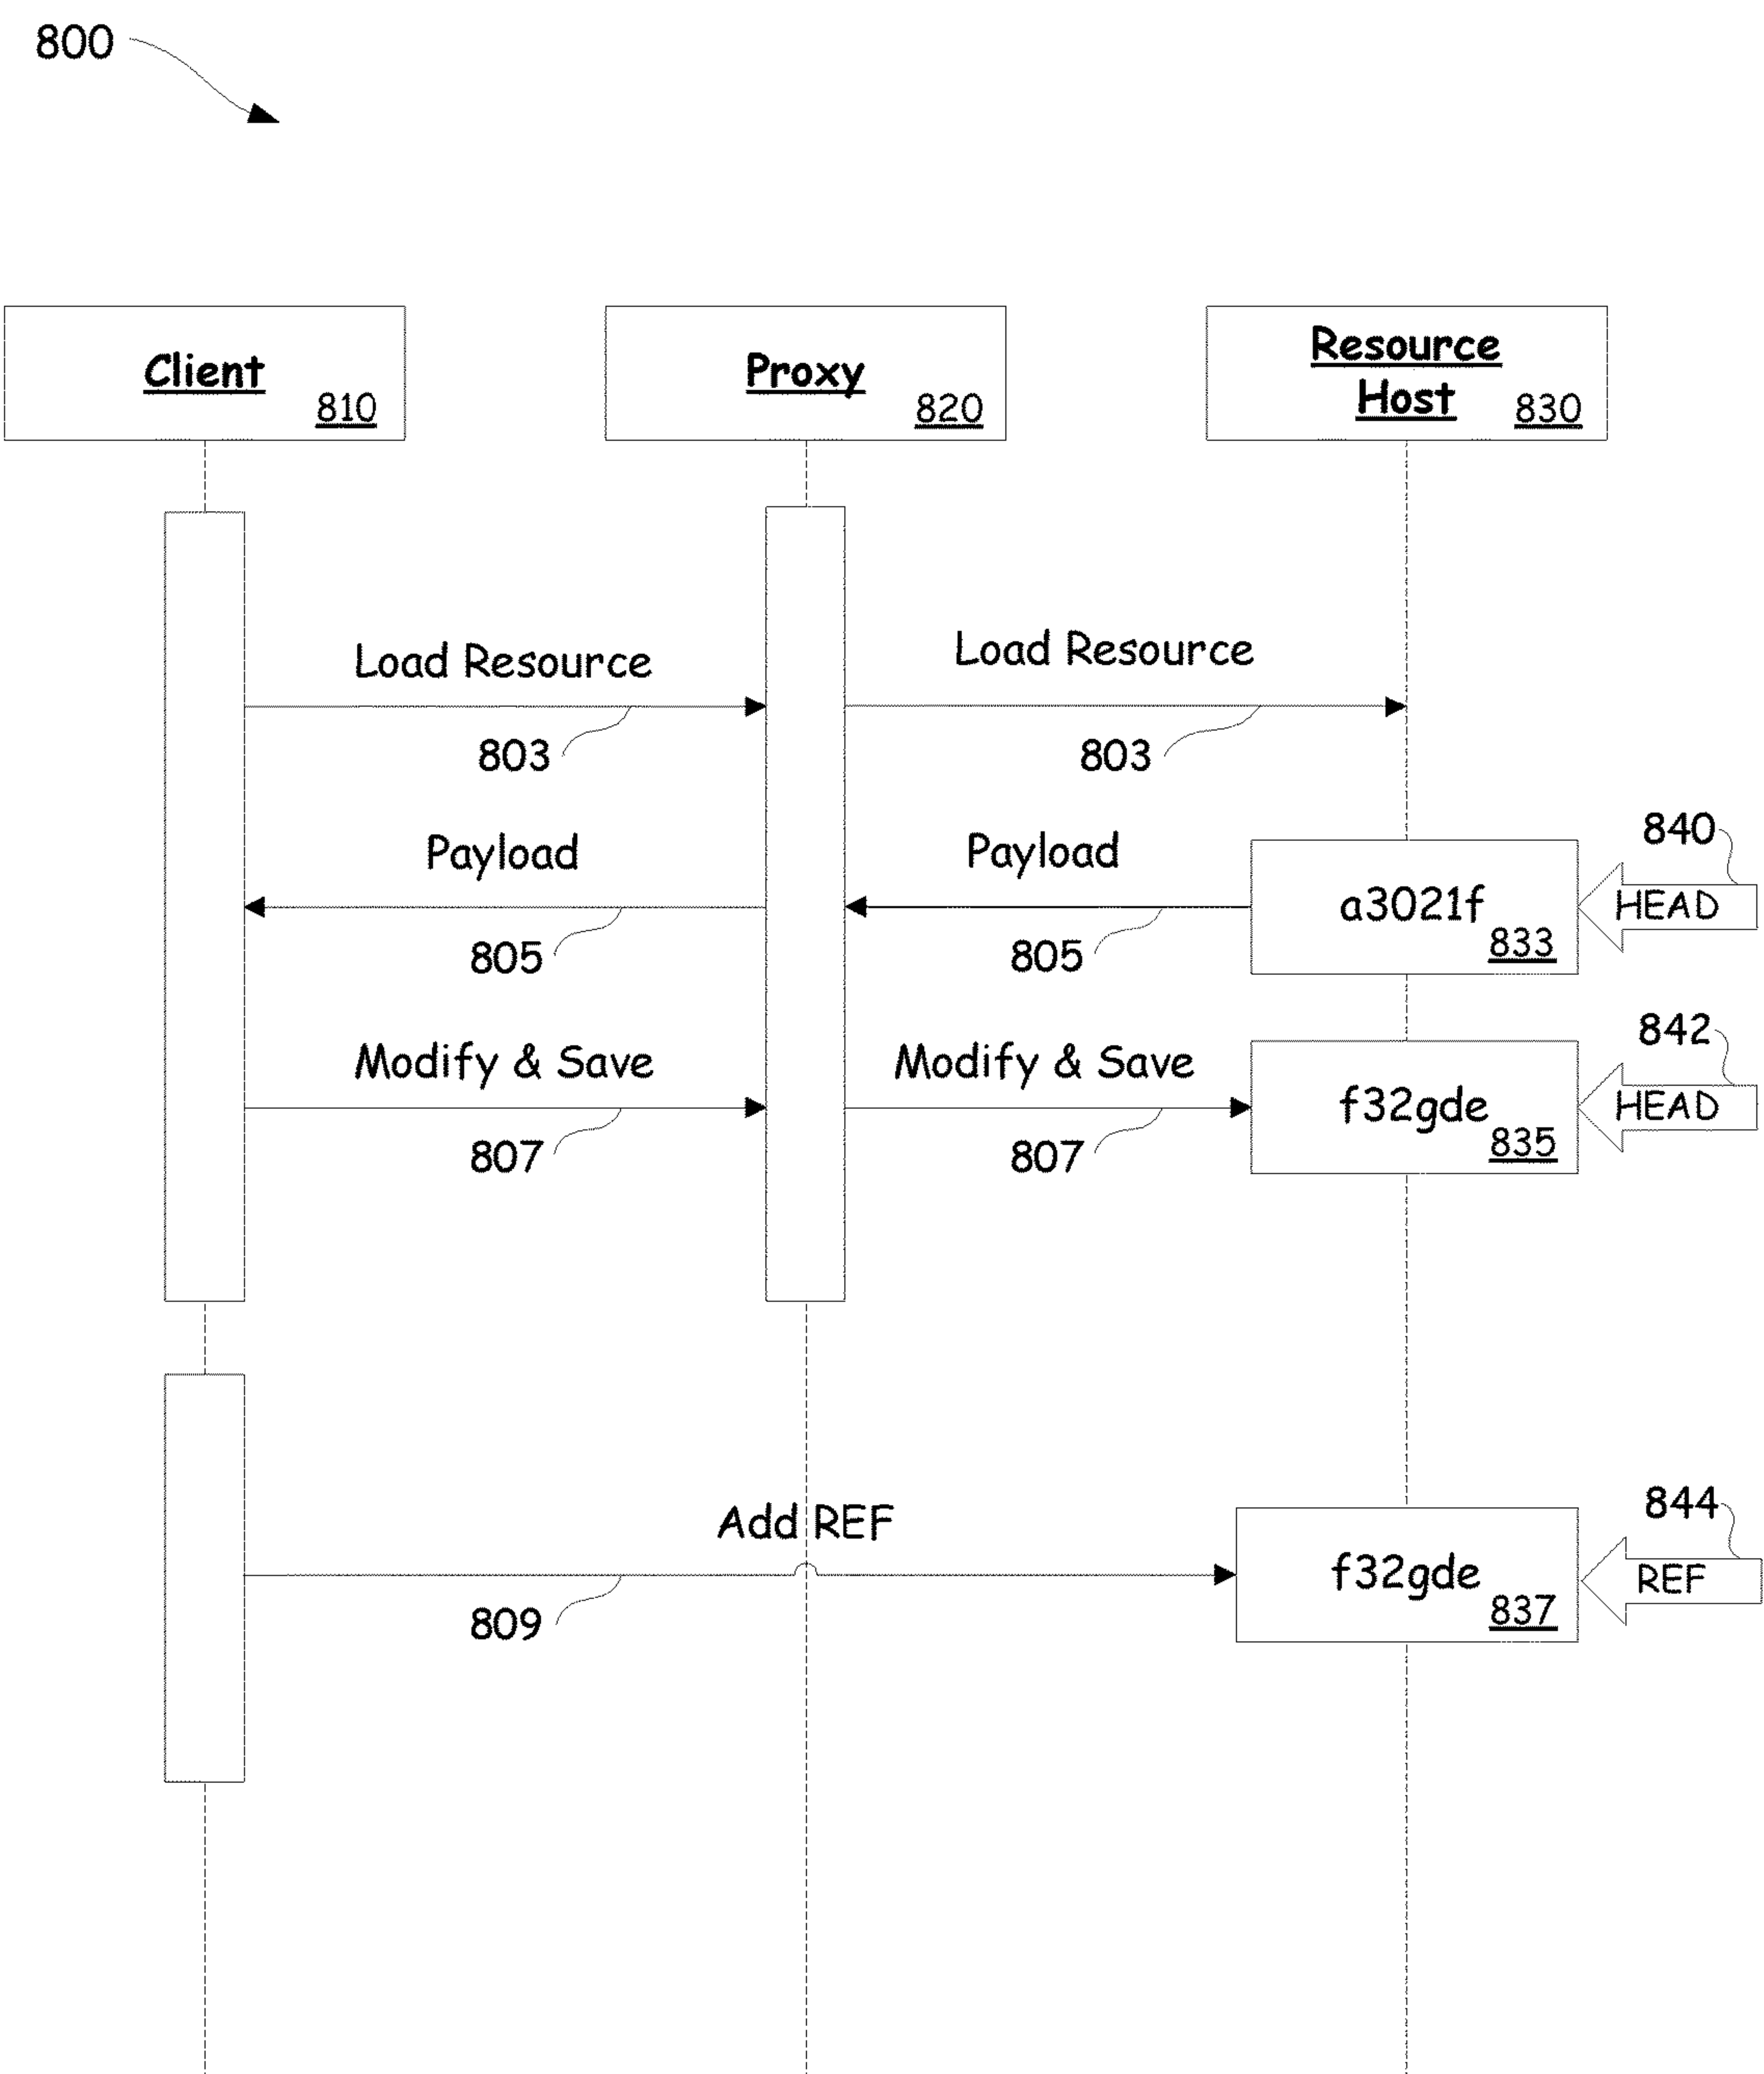 800
Client
810
Proxy
820
Resource
Host
830
Load Resource
803
Load Resource
803
Payload
805
Payload
805
a3021f
833
HEAD
840
Modify & Save
807
Modify & Save
807
f32gde
835
HEAD
842
Add REF
809
f32gde
837
REF
844